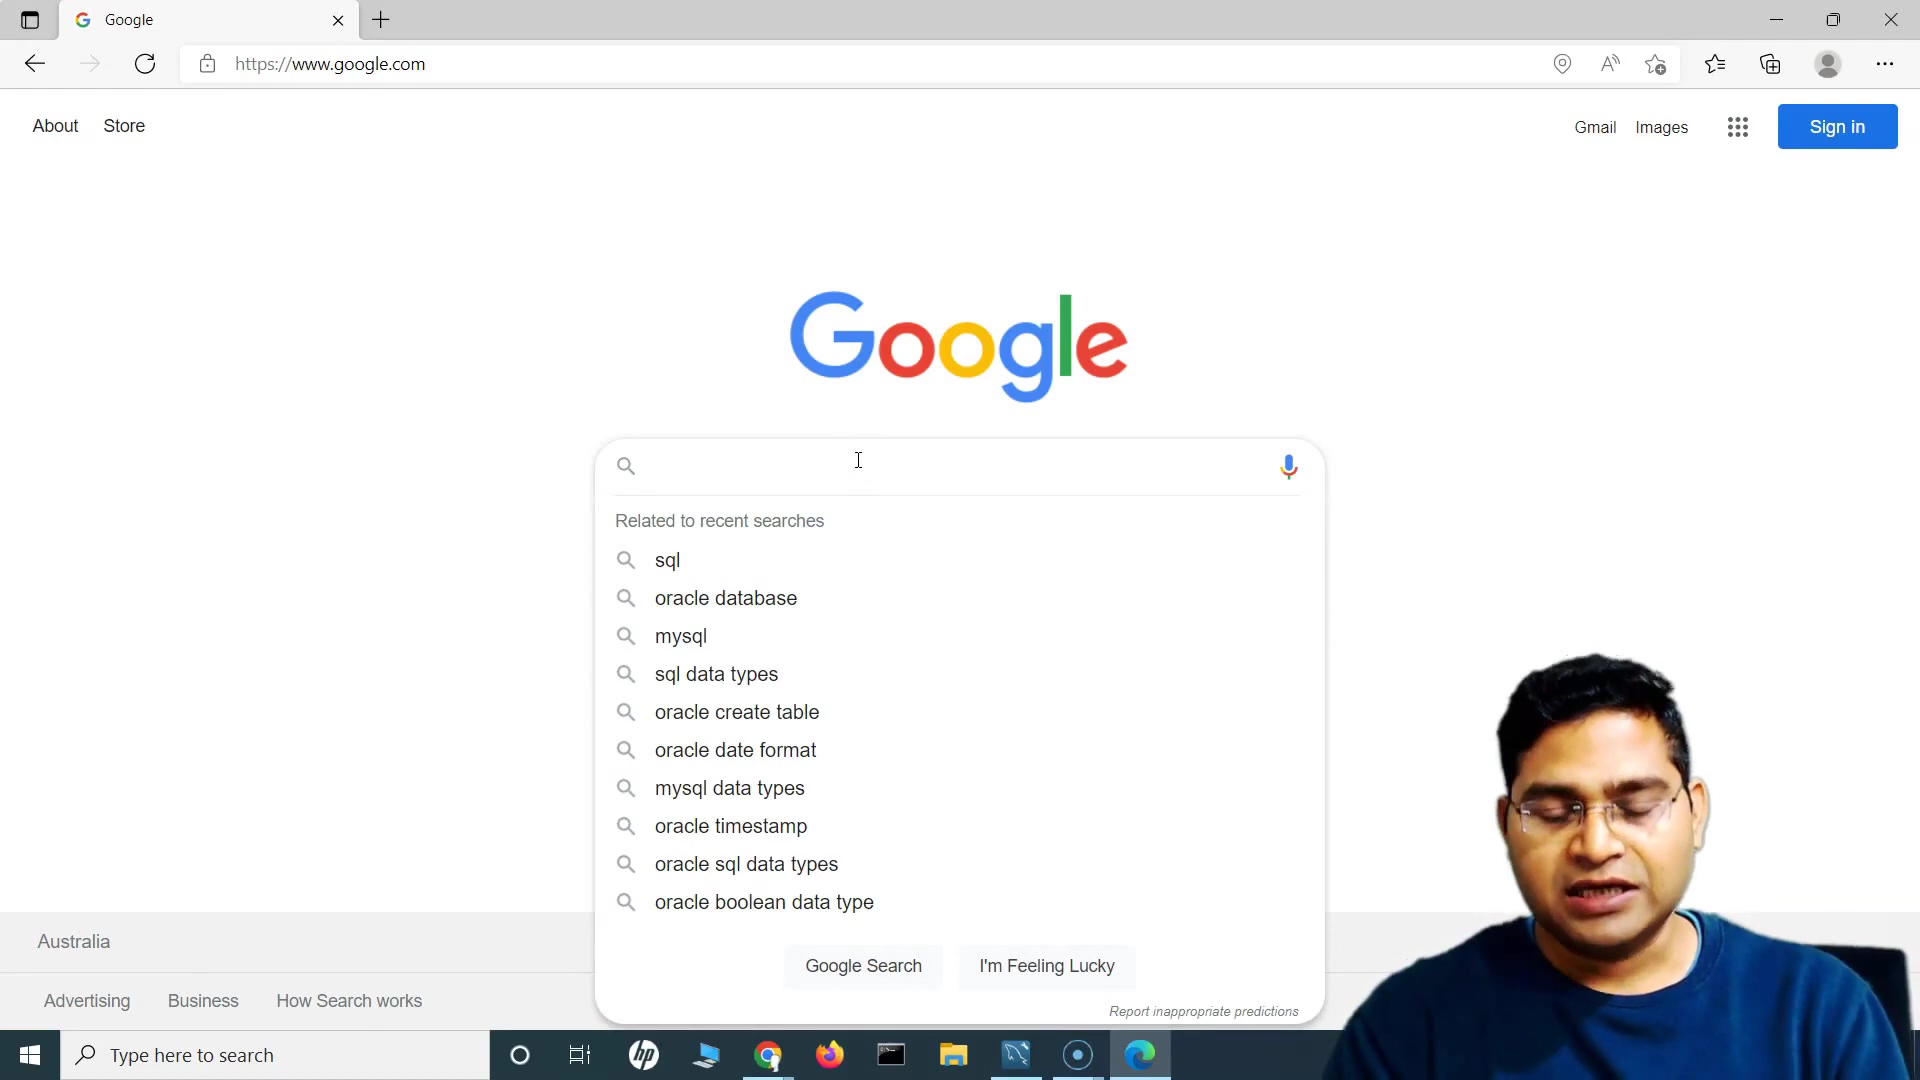 Google
https://www.google.com
About Store
Gmail Images Sign in
Google
Related to recent searches
sql
oracle database
mysql
sql data types
oracle create table
oracle date format
mysql data types
oracle timestamp
oracle sql data types
oracle boolean data type
Google Search I'm Feeling Lucky
Report inappropriate predictions
Australia
Advertising Business How Search works
Type here to search
hp